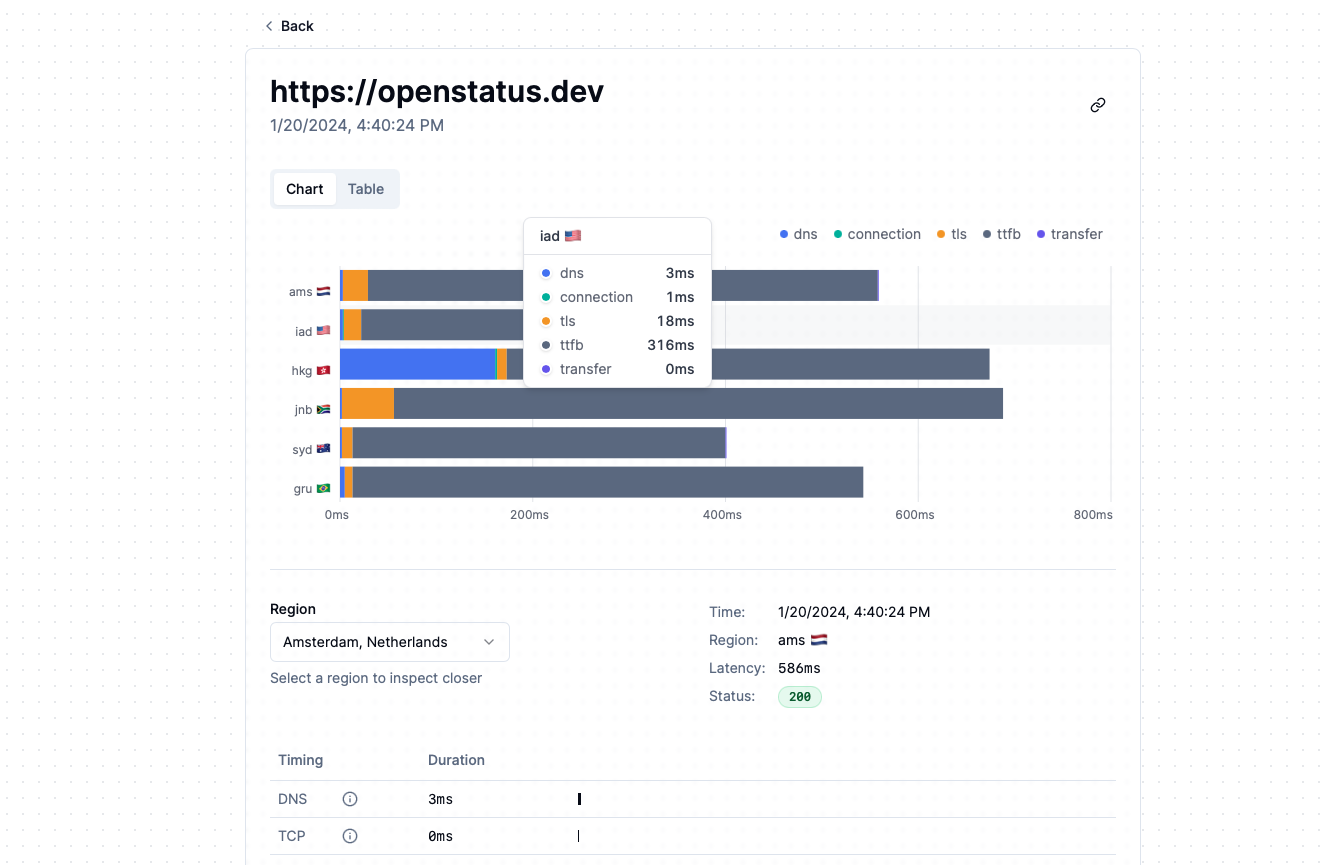 Back
https://openstatus.dev
1/20/2024, 4:40:24 PM
Chart Table
dns connection tls ttfb transfer
iad 🇺🇸
dns 3ms
connection 1ms
tls 18ms
ttfb 316ms
transfer 0ms
ams 🇳🇱
iad 🇺🇸
hkg 🇭🇰
jnb 🇿🇦
syd 🇦🇺
gru 🇧🇷
0ms 200ms 400ms 600ms 800ms
Region
Amsterdam, Netherlands
Select a region to inspect closer
Time: 1/20/2024, 4:40:24 PM
Region: ams 🇳🇱
Latency: 586ms
Status: 200
Timing Duration
DNS 3ms
TCP 0ms